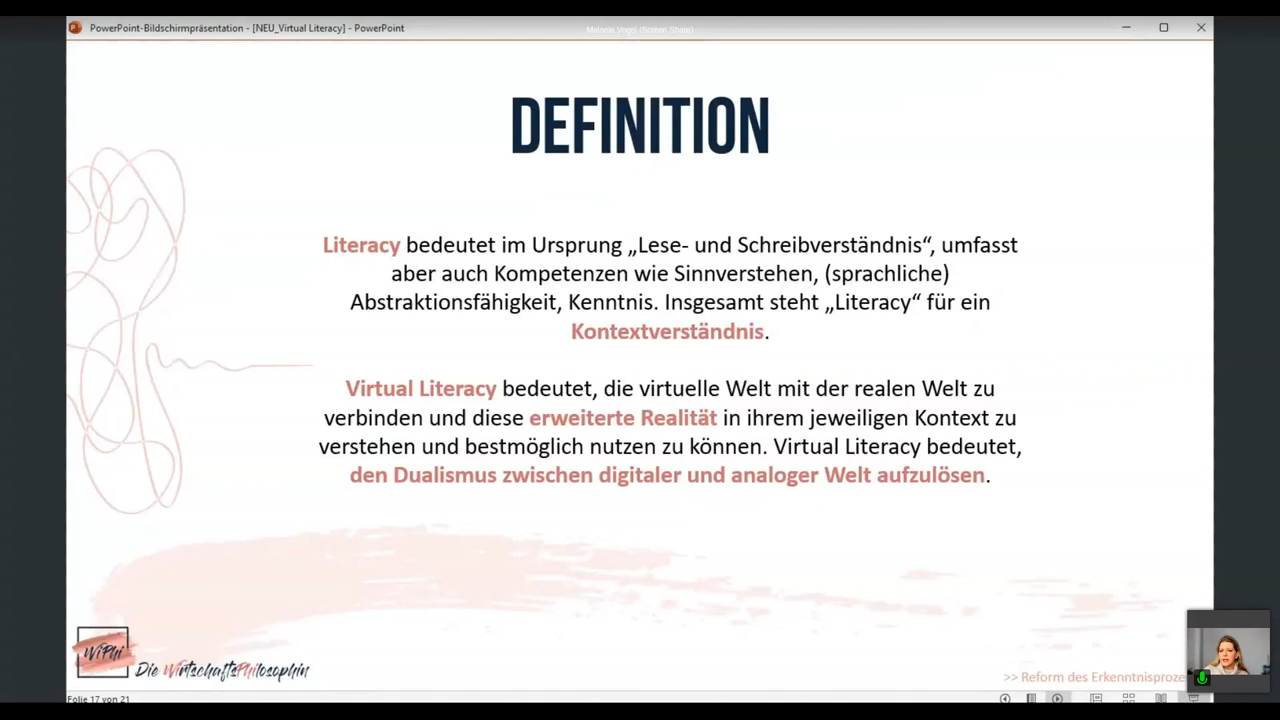 PowerPoint-Bildschirmpräsentation - [NEU_Virtual Literacy] - PowerPoint
Melanie Vogel (Screen Share)
DEFINITION
Literacy bedeutet im Ursprung „Lese- und Schreibverständnis“, umfasst
aber auch Kompetenzen wie Sinnverstehen, (sprachliche)
Abstraktionsfähigkeit, Kenntnis. Insgesamt steht „Literacy“ für ein
Kontextverständnis.
Virtual Literacy bedeutet, die virtuelle Welt mit der realen Welt zu
verbinden und diese erweiterte Realität in ihrem jeweiligen Kontext zu
verstehen und bestmöglich nutzen zu können. Virtual Literacy bedeutet,
den Dualismus zwischen digitaler und analoger Welt aufzulösen.
WiPhi
Die WirtschaftsPhilosophin
>> Reform des Erkenntnisproze
Folie 17 von 21